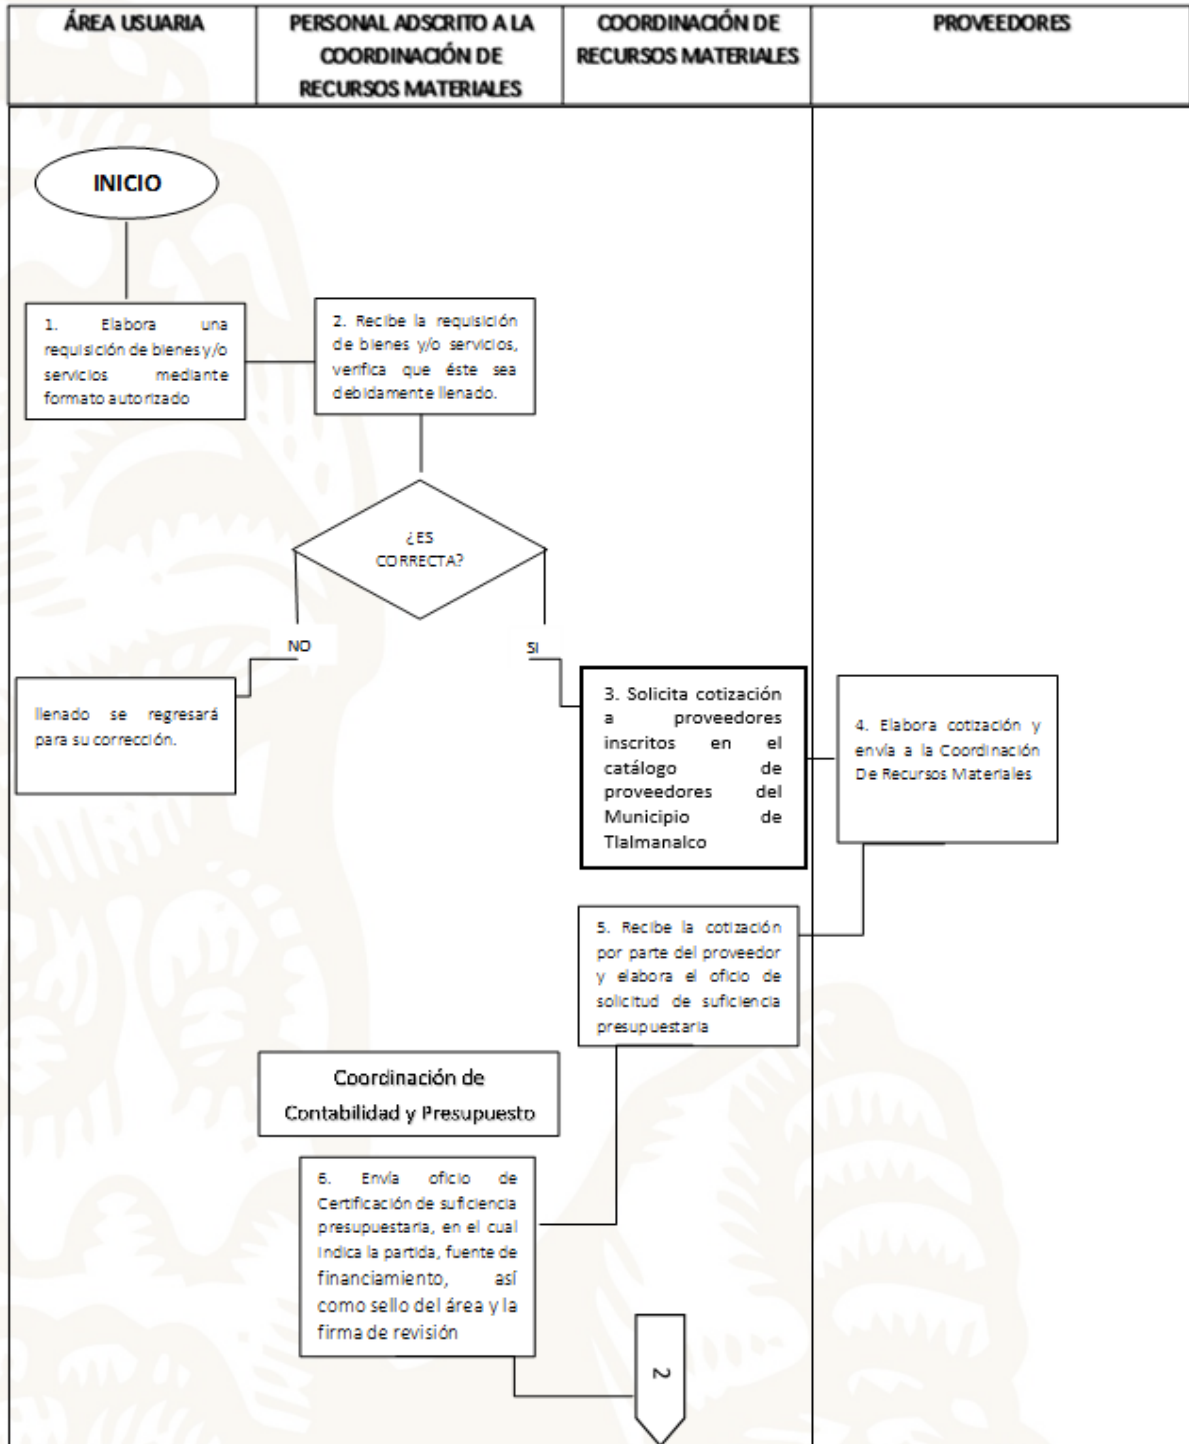 ÁREA USUARIA
PERSONAL ADSCRITO A LA
COORDINACIÓN DE
RECURSOS MATERIALES
COORDINACIÓN DE
RECURSOS MATERIALES
PROVEEDORES
INICIO
1. Elabora una
requisición de bienes y/o
servicios mediante
formato autorizado
2. Recibe la requisición
de bienes y/o servicios,
verifica que éste sea
debidamente llenado.
¿ES
CORRECTA?
NO
SI
llenado se regresará
para su corrección.
3. Solicita cotización
a proveedores
inscritos en el
catálogo de
proveedores del
Municipio de
Tlalmanalco
4. Elabora cotización y
envía a la Coordinación
De Recursos Materiales
5. Recibe la cotización
por parte del proveedor
y elabora el oficio de
solicitud de suficiencia
presupuestaria
Coordinación de
Contabilidad y Presupuesto
6. Envía oficio de
Certificación de suficiencia
presupuestaria, en el cual
indica la partida, fuente de
financiamiento, así
como sello del área y la
firma de revisión
2